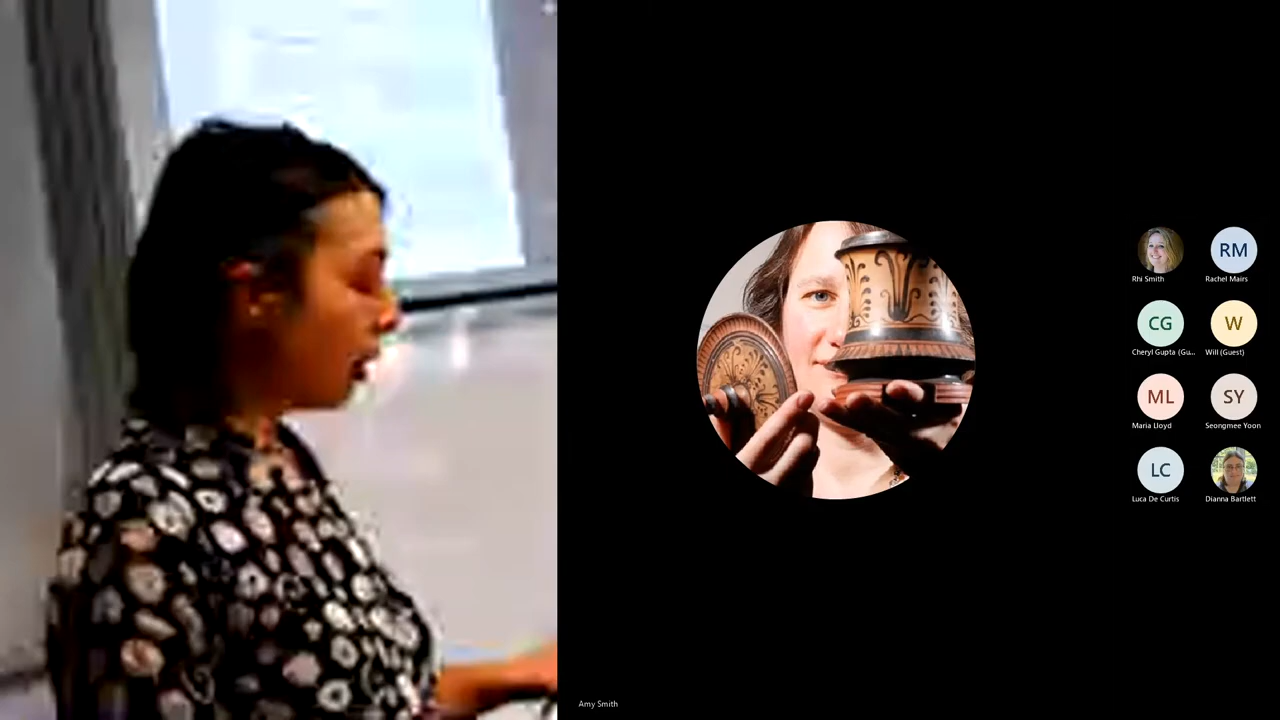 RM
Rhi Smith
Rachel Mairs
CG
W
Cheryl Gupta (Gu...
Will (Guest)
ML
SY
Maria Lloyd
Seongmee Yoon
LC
Luca De Curtis
Dianna Bartlett
Amy Smith